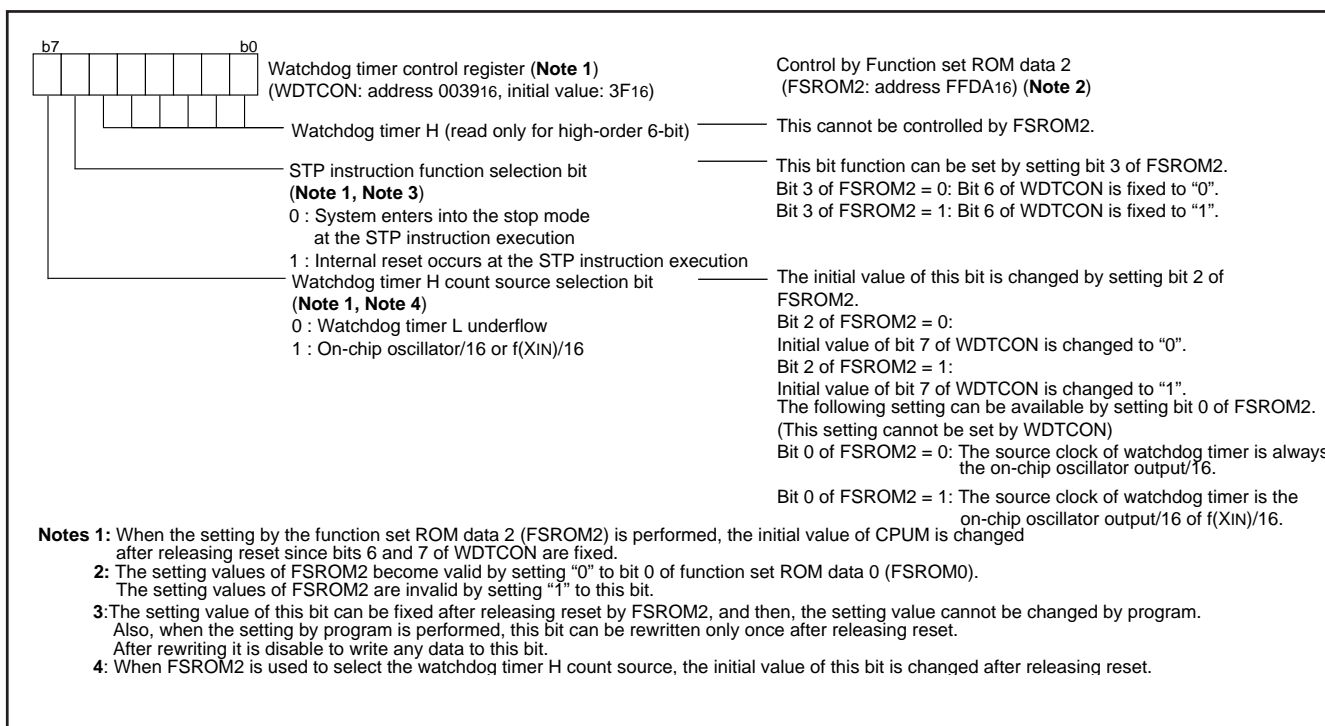 b7 b0
Watchdog timer control register (Note 1)
(WDTCON: address 003916, initial value: 3F16)
Control by Function set ROM data 2
(FSROM2: address FFDA16) (Note 2)
Watchdog timer H (read only for high-order 6-bit)
This cannot be controlled by FSROM2.
STP instruction function selection bit
(Note 1, Note 3)
0 : System enters into the stop mode
at the STP instruction execution
1 : Internal reset occurs at the STP instruction execution
This bit function can be set by setting bit 3 of FSROM2.
Bit 3 of FSROM2 = 0: Bit 6 of WDTCON is fixed to “0”.
Bit 3 of FSROM2 = 1: Bit 6 of WDTCON is fixed to “1”.
Watchdog timer H count source selection bit
(Note 1, Note 4)
0 : Watchdog timer L underflow
1 : On-chip oscillator/16 or f(XIN)/16
The initial value of this bit is changed by setting bit 2 of
FSROM2.
Bit 2 of FSROM2 = 0:
Initial value of bit 7 of WDTCON is changed to “0”.
Bit 2 of FSROM2 = 1:
Initial value of bit 7 of WDTCON is changed to “1”.
The following setting can be available by setting bit 0 of FSROM2.
(This setting cannot be set by WDTCON)
Bit 0 of FSROM2 = 0: The source clock of watchdog timer is always
the on-chip oscillator output/16.
Bit 0 of FSROM2 = 1: The source clock of watchdog timer is the
on-chip oscillator output/16 of f(XIN)/16.
Notes 1: When the setting by the function set ROM data 2 (FSROM2) is performed, the initial value of CPUM is changed
after releasing reset since bits 6 and 7 of WDTCON are fixed.
2: The setting values of FSROM2 become valid by setting “0” to bit 0 of function set ROM data 0 (FSROM0).
The setting values of FSROM2 are invalid by setting “1” to this bit.
3:The setting value of this bit can be fixed after releasing reset by FSROM2, and then, the setting value cannot be changed by program.
Also, when the setting by program is performed, this bit can be rewritten only once after releasing reset.
After rewriting it is disable to write any data to this bit.
4: When FSROM2 is used to select the watchdog timer H count source, the initial value of this bit is changed after releasing reset.